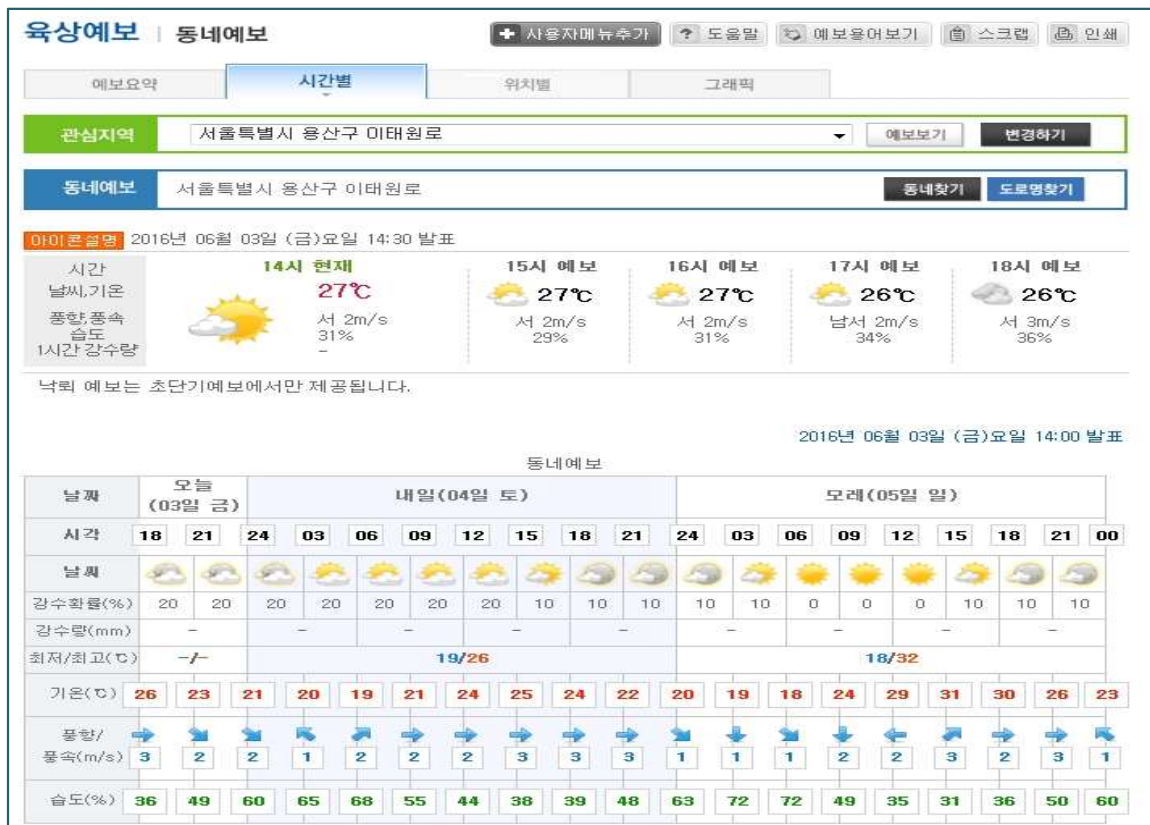 육상예보 | 동네예보 사용자메뉴추가 ? 도움말 예보용어보기 스크랩 인쇄
예보요약 시간별 위치별 그래픽
관심지역 서울특별시 용산구 이태원로 예보보기 변경하기
동네예보 서울특별시 용산구 이태원로 동네찾기 도로명찾기
아이콘설명 2016년 06월 03일 (금)요일 14:30 발표
시간 14시 현재 15시 예보 16시 예보 17시 예보 18시 예보
날씨,기온 27℃ 27℃ 27℃ 26℃ 26℃
풍향,풍속 서 2m/s 서 2m/s 서 2m/s 남서 2m/s 서 3m/s
습도 31% 29% 31% 34% 36%
1시간 강수량 -
낙뢰 예보는 초단기예보에서만 제공됩니다.
2016년 06월 03일 (금)요일 14:00 발표
동네예보
날짜 오늘 (03일 금) 내일(04일 토) 모레(05일 일)
시각 18 21 24 03 06 09 12 15 18 21 24 03 06 09 12 15 18 21 00
날씨
강수확률(%) 20 20 20 20 20 20 20 10 10 10 10 10 0 0 0 10 10 10
강수량(mm) - - - - - - - - -
최저/최고(℃) -/- 19/26 18/32
기온(℃) 26 23 21 20 19 21 24 25 24 22 20 19 18 24 29 31 30 26 23
풍향/
풍속(m/s) 3 2 2 1 2 2 2 3 3 3 1 1 1 2 2 3 2 3 1
습도(%) 36 49 60 65 68 55 44 38 39 48 63 72 72 49 35 31 36 50 60